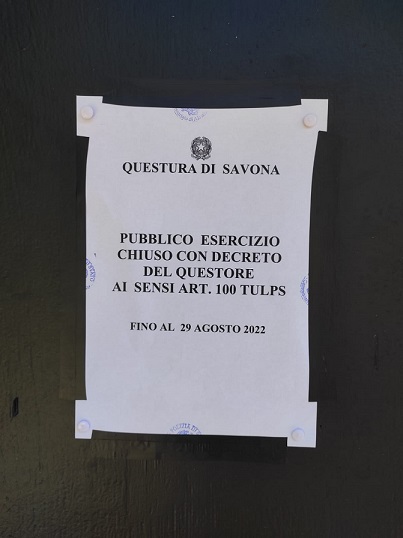 QUESTURA DI SAVONA
PUBBLICO ESERCIZIO
CHIUSO CON DECRETO
DEL QUESTORE
AI SENSI ART. 100 TULPS
FINO AL 29 AGOSTO 2022